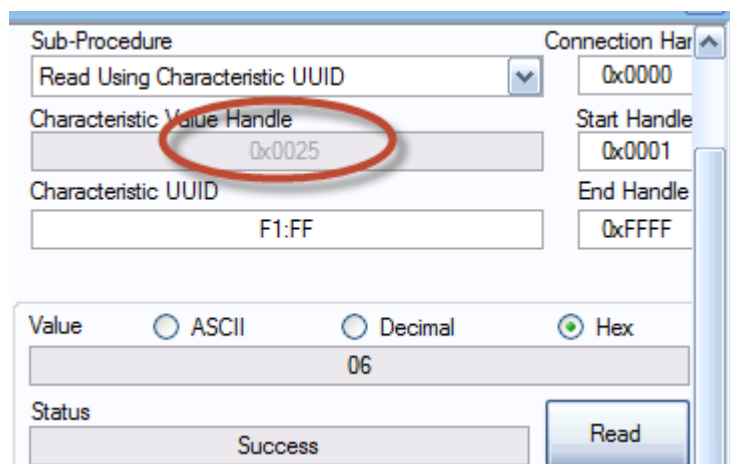 Sub-Procedure Connection Har
Read Using Characteristic UUID 0x0000
Characteristic Value Handle Start Handle
0x0025 0x0001
Characteristic UUID End Handle
F1:FF 0xFFFF
Value ASCII Decimal Hex
06
Status
Success Read